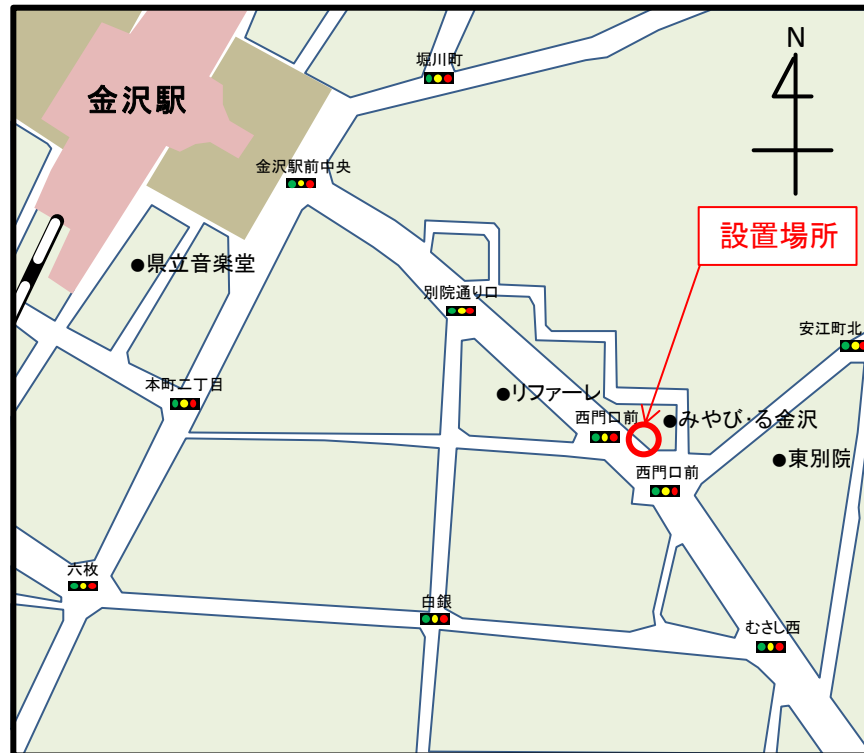 堀川町
N
金沢駅
金沢駅前中央
設置場所
●県立音楽堂
別院通り口
安江町北
本町二丁目
●リファーレ
西門口前
●みやび・る金沢
●東別院
西門口前
六枚
白銀
むさし西